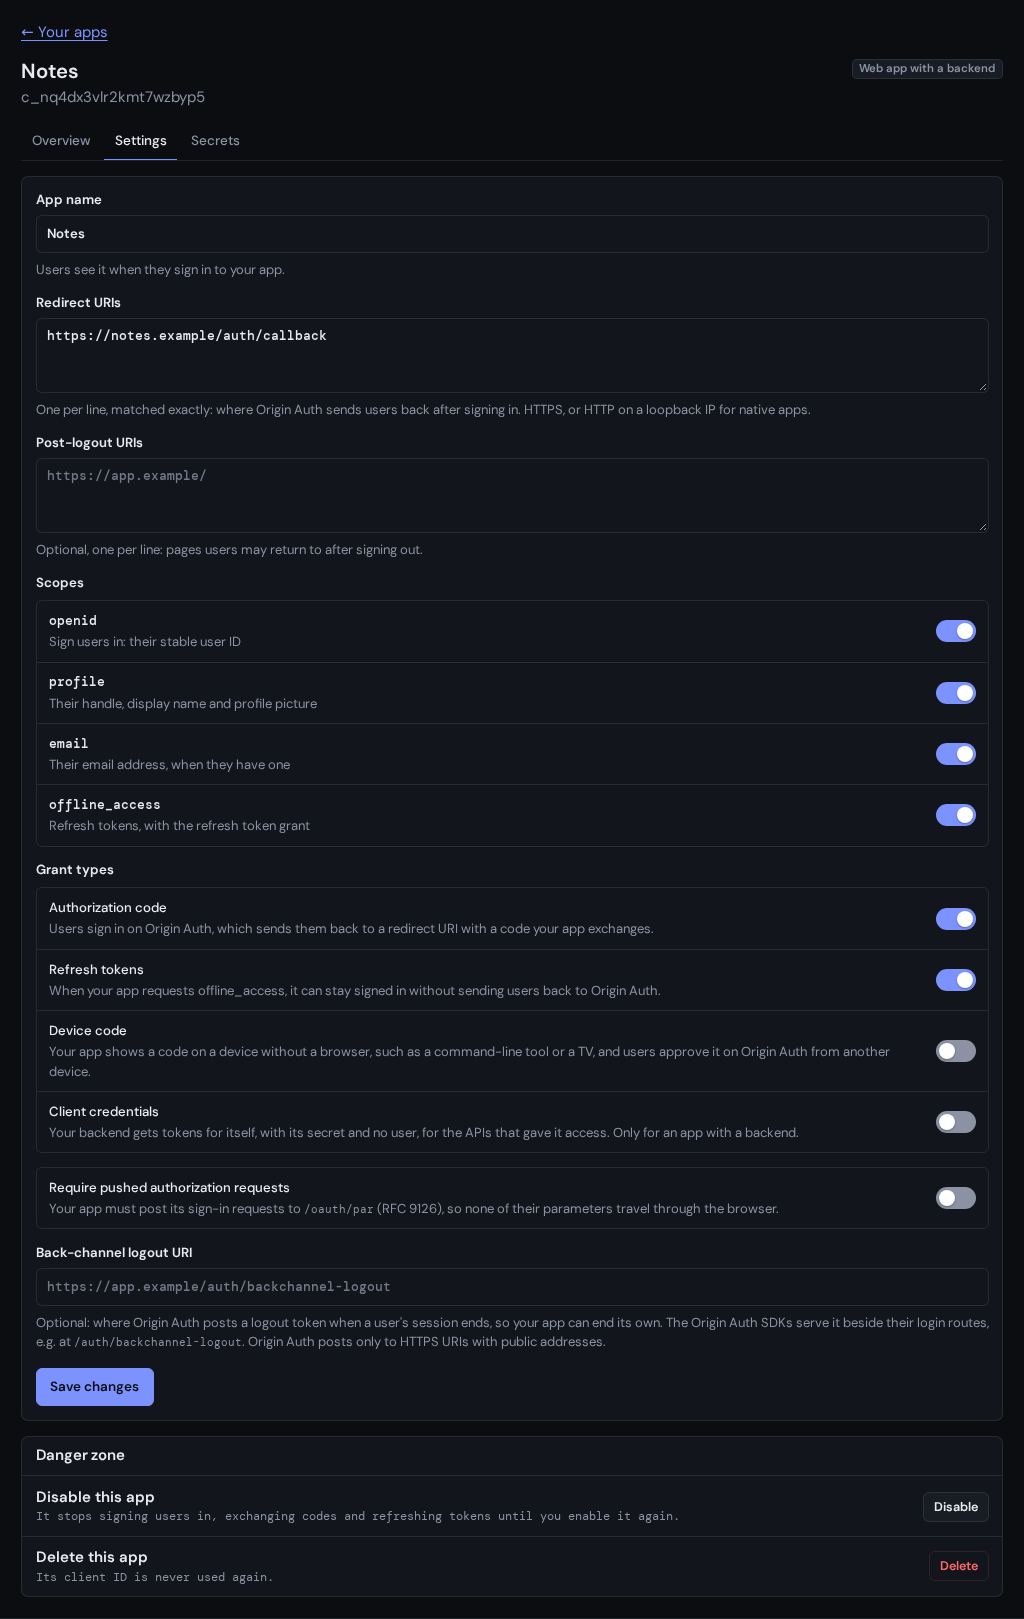 ← Your apps
Notes
Web app with a backend
c_nq4dx3vlr2kmt7wzbyp5
Overview Settings Secrets
App name
Notes
Users see it when they sign in to your app.
Redirect URIs
https://notes.example/auth/callback
One per line, matched exactly: where Origin Auth sends users back after signing in. HTTPS, or HTTP on a loopback IP for native apps.
Post-logout URIs
https://app.example/
Optional, one per line: pages users may return to after signing out.
Scopes
openid
Sign users in: their stable user ID
profile
Their handle, display name and profile picture
email
Their email address, when they have one
offline_access
Refresh tokens, with the refresh token grant
Grant types
Authorization code
Users sign in on Origin Auth, which sends them back to a redirect URI with a code your app exchanges.
Refresh tokens
When your app requests offline_access, it can stay signed in without sending users back to Origin Auth.
Device code
Your app shows a code on a device without a browser, such as a command-line tool or a TV, and users approve it on Origin Auth from another
device.
Client credentials
Your backend gets tokens for itself, with its secret and no user, for the APIs that gave it access. Only for an app with a backend.
Require pushed authorization requests
Your app must post its sign-in requests to /oauth/par (RFC 9126), so none of their parameters travel through the browser.
Back-channel logout URI
https://app.example/auth/backchannel-logout
Optional: where Origin Auth posts a logout token when a user's session ends, so your app can end its own. The Origin Auth SDKs serve it beside their login routes,
e.g. at /auth/backchannel-logout. Origin Auth posts only to HTTPS URIs with public addresses.
Save changes
Danger zone
Disable this app
It stops signing users in, exchanging codes and refreshing tokens until you enable it again.
Disable
Delete this app
Its client ID is never used again.
Delete